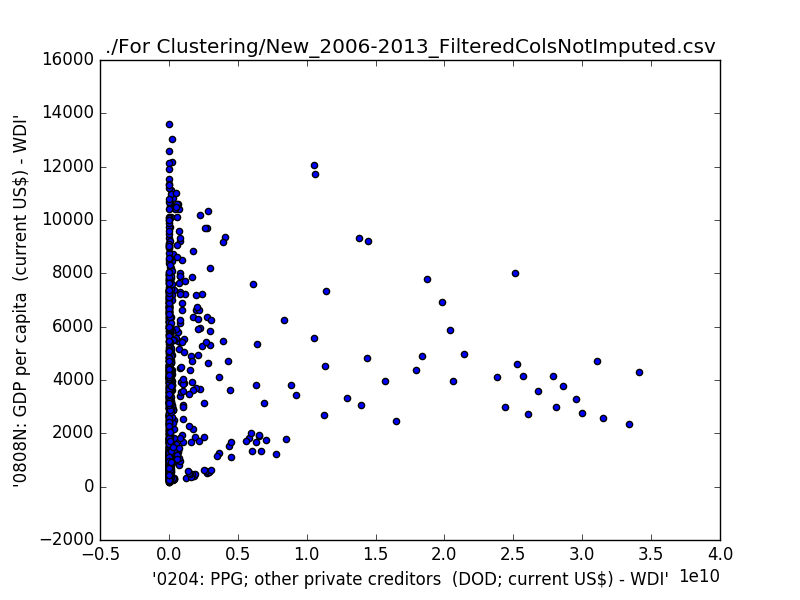 ./For Clustering/New_2006-2013_FilteredColsNotImputed.csv
16000
14000
12000
10000
8000
6000
4000
2000
0
−2000
'0808N: GDP per capita  (current US$) - WDI'
−0.5 0.0 0.5 1.0 1.5 2.0 2.5 3.0 3.5 4.0
1e10
'0204: PPG; other private creditors  (DOD; current US$) - WDI'